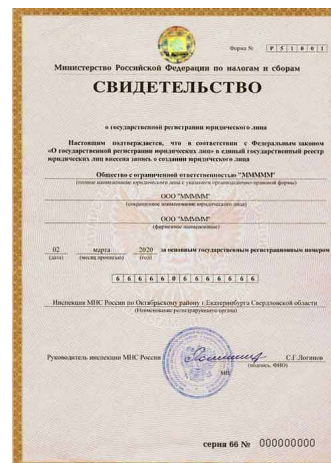 Форма № Р 5 1 0 0 1
Министерство Российской Федерации по налогам и сборам
СВИДЕТЕЛЬСТВО
о государственной регистрации юридического лица
Настоящим подтверждается, что в соответствии с Федеральным законом
«О государственной регистрации юридических лиц» в единый государственный реестр
юридических лиц внесена запись о создании юридического лица
Общество с ограниченной ответственностью "МММММ"
(полное наименование юридического лица с указанием организационно-правовой формы)
ООО "МММММ"
(сокращенное наименование юридического лица)
ООО "МММММ"
(фирменное наименование)
02 марта 2020 за основным государственным регистрационным номером
(дата) (месяц прописью) (год)
6 6 6 6 6 0 6 6 6 6 6 6 6
Инспекция МНС России по Октябрьскому району г.Екатеринбурга Свердловской области
(Наименование регистрирующего органа)
Руководитель инспекции МНС России С.Г.Логинов
(подпись, ФИО)
МП
серия 66 № 000000000